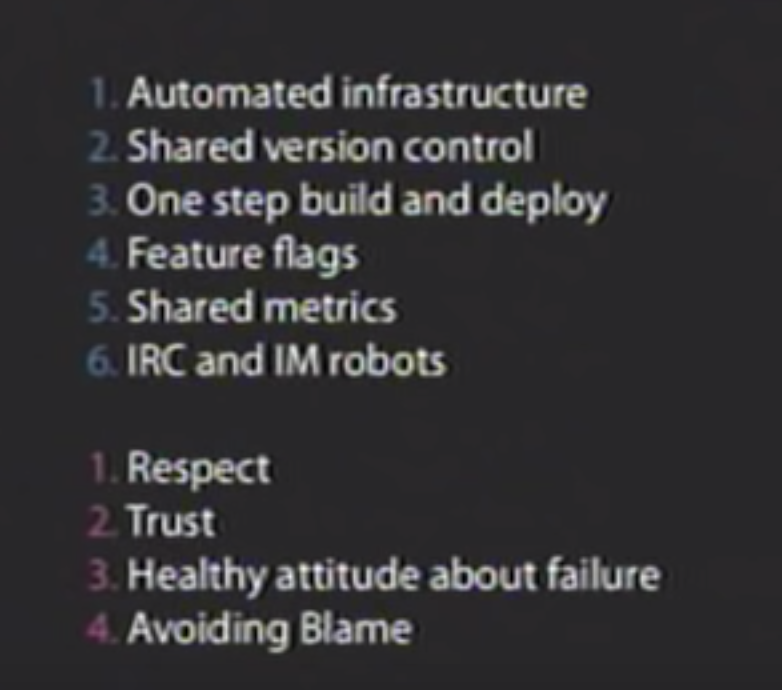 1. Automated infrastructure
2. Shared version control
3. One step build and deploy
4. Feature flags
5. Shared metrics
6. IRC and IM robots
1. Respect
2. Trust
3. Healthy attitude about failure
4. Avoiding Blame